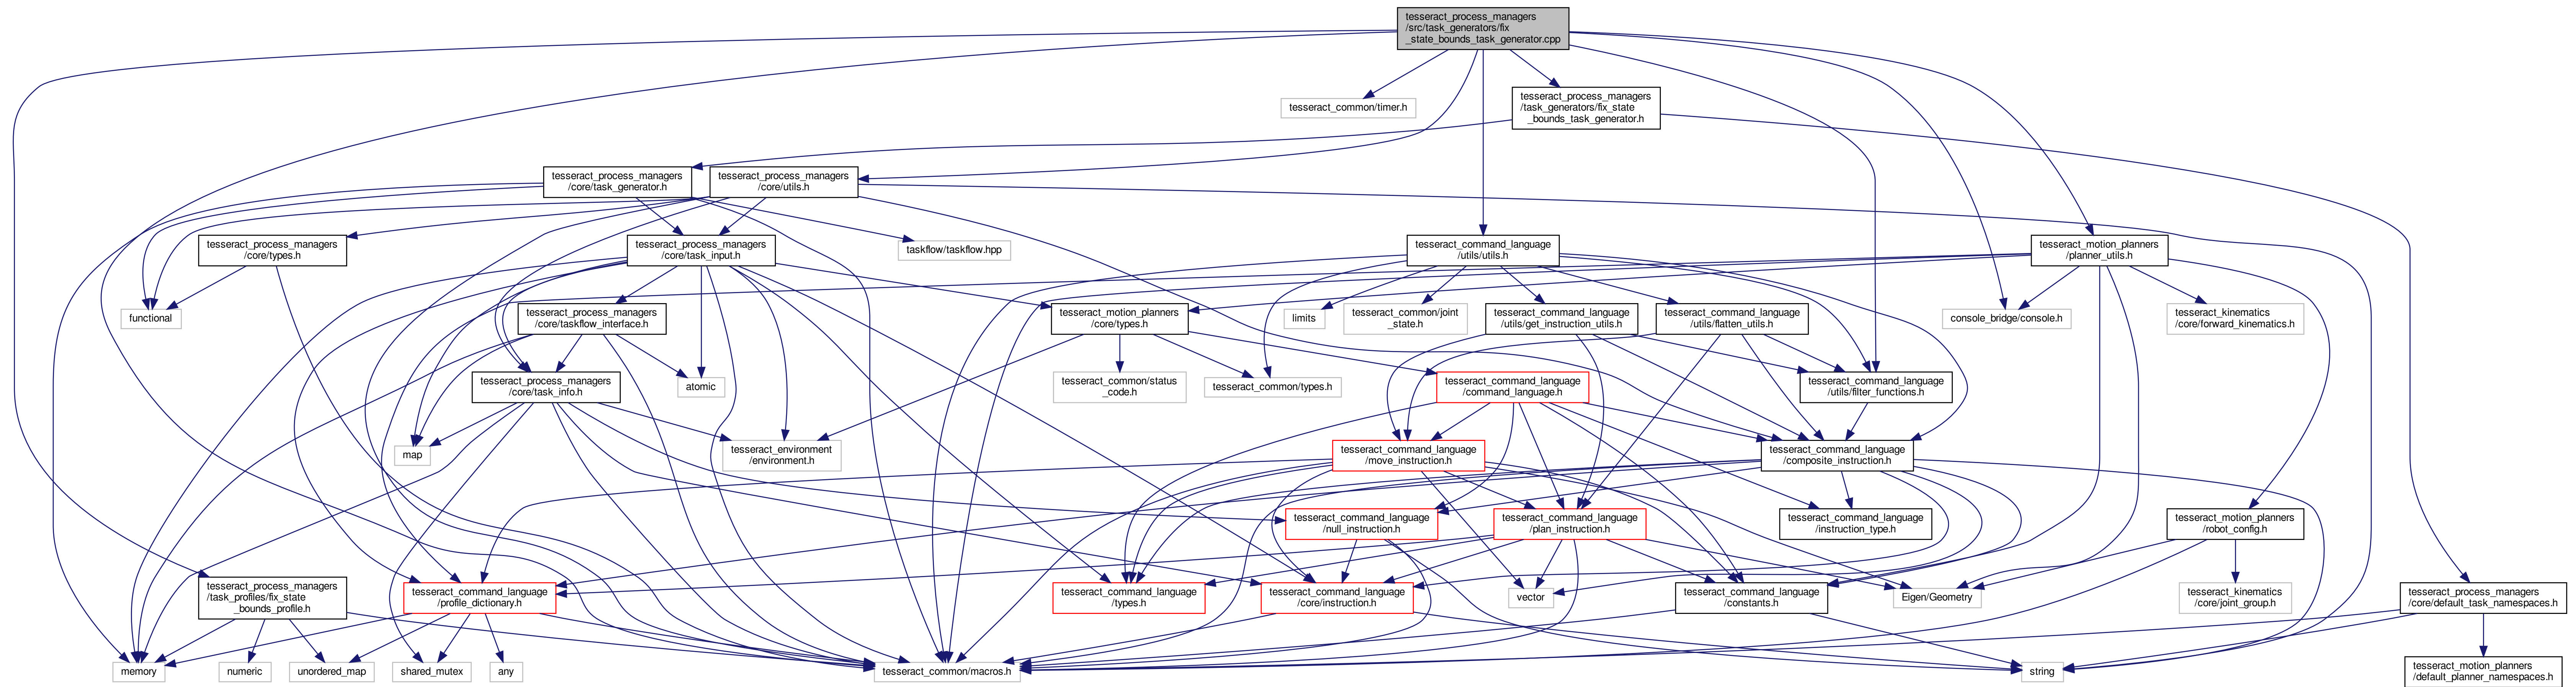 tesseract_process_managers
/src/task_generators/fix
_state_bounds_task_generator.cpp
tesseract_common/timer.h
tesseract_process_managers
/task_generators/fix_state
_bounds_task_generator.h
tesseract_process_managers
/core/task_generator.h
tesseract_process_managers
/core/utils.h
tesseract_process_managers
/core/types.h
tesseract_process_managers
/core/task_input.h
taskflow/taskflow.hpp
tesseract_command_language
/utils/utils.h
tesseract_motion_planners
/planner_utils.h
functional
tesseract_process_managers
/core/taskflow_interface.h
tesseract_motion_planners
/core/types.h
limits
tesseract_common/joint
_state.h
tesseract_command_language
/utils/get_instruction_utils.h
tesseract_command_language
/utils/flatten_utils.h
console_bridge/console.h
tesseract_kinematics
/core/forward_kinematics.h
tesseract_process_managers
/core/task_info.h
atomic
tesseract_common/status
_code.h
tesseract_common/types.h
tesseract_command_language
/command_language.h
tesseract_command_language
/utils/filter_functions.h
map
tesseract_environment
/environment.h
tesseract_command_language
/move_instruction.h
tesseract_command_language
/composite_instruction.h
tesseract_command_language
/null_instruction.h
tesseract_command_language
/plan_instruction.h
tesseract_command_language
/instruction_type.h
tesseract_motion_planners
/robot_config.h
tesseract_process_managers
/task_profiles/fix_state
_bounds_profile.h
tesseract_command_language
/profile_dictionary.h
tesseract_command_language
/types.h
tesseract_command_language
/core/instruction.h
vector
tesseract_command_language
/constants.h
Eigen/Geometry
tesseract_kinematics
/core/joint_group.h
tesseract_process_managers
/core/default_task_namespaces.h
memory
numeric
unordered_map
shared_mutex
any
tesseract_common/macros.h
string
tesseract_motion_planners
/default_planner_namespaces.h